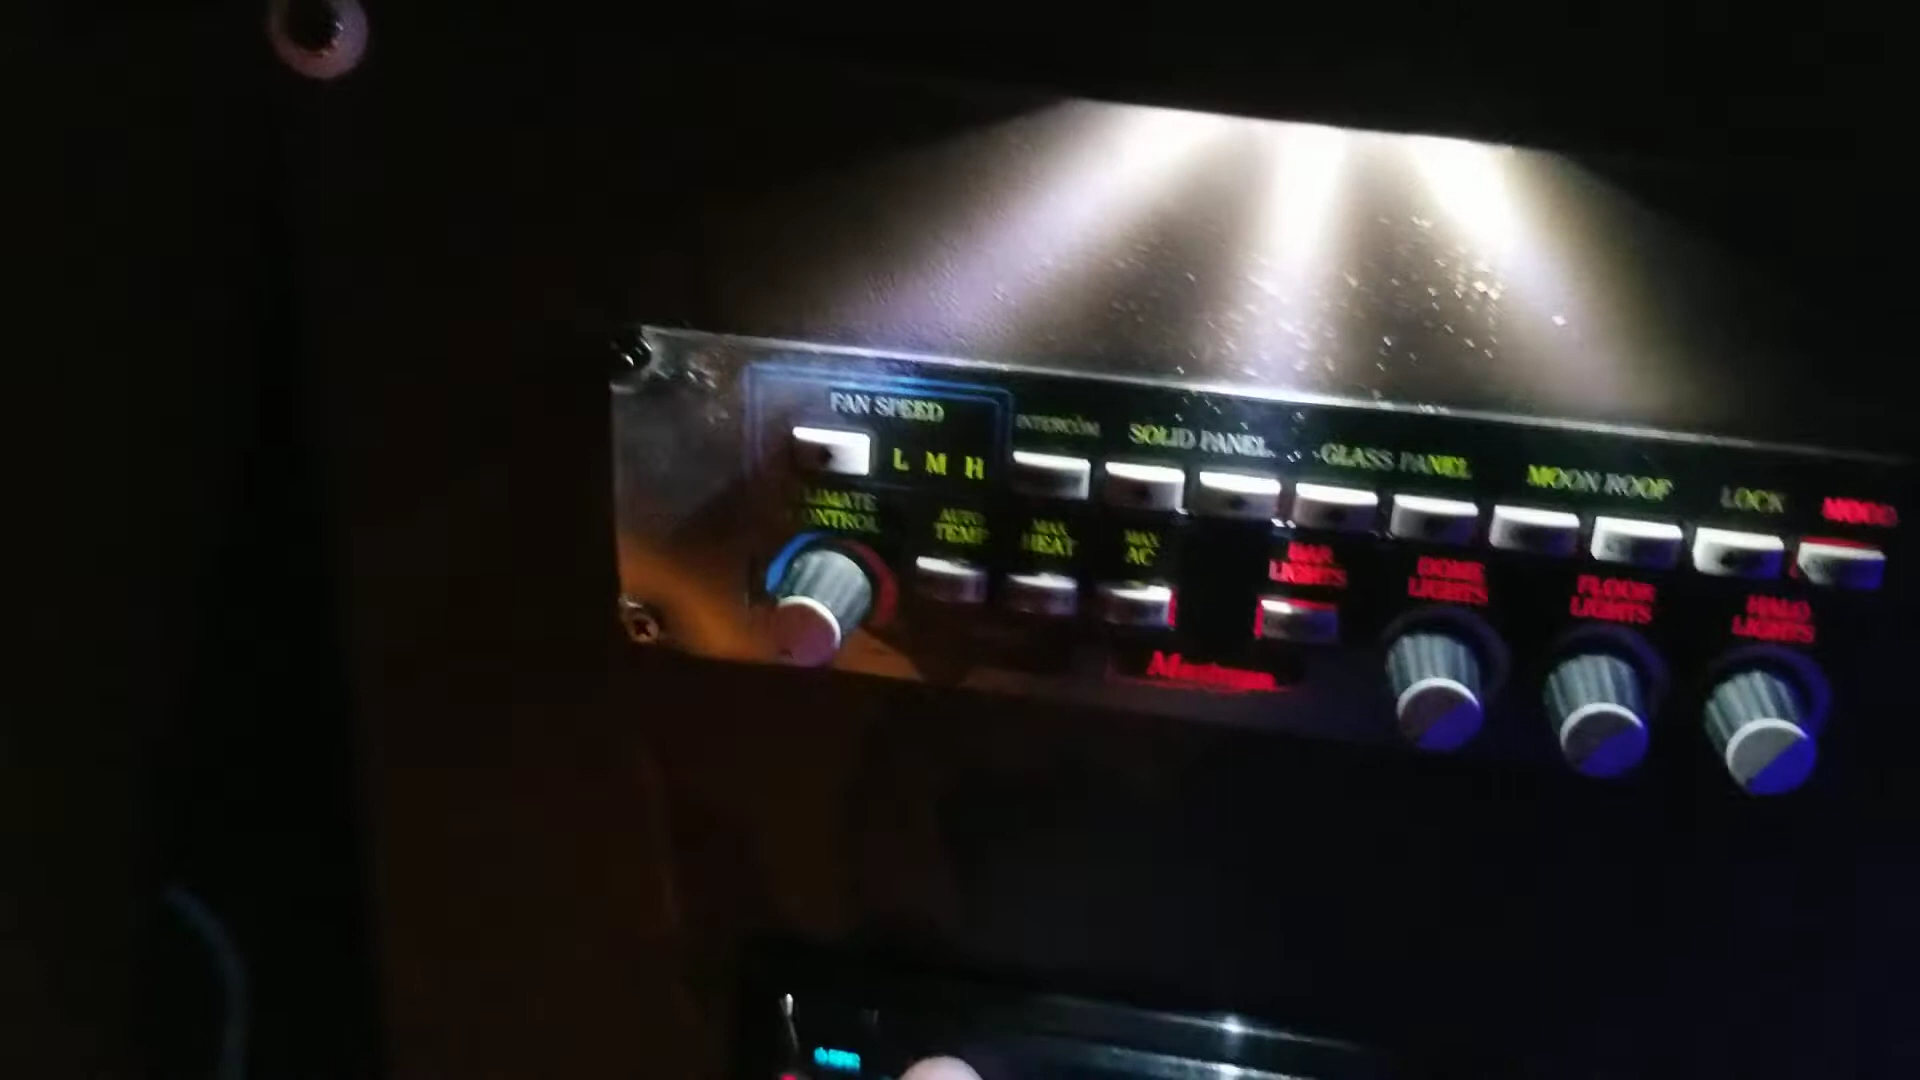 FAN SPEED
L M H
INTERCOM
SOLID PANEL
GLASS PANEL
MOON ROOF
LOCK
MOOD
CLIMATE
CONTROL
AUTO
TEMP
MAX
HEAT
MAX
AC
BAR
LIGHTS
DOME
LIGHTS
FLOOR
LIGHTS
HALO
LIGHTS